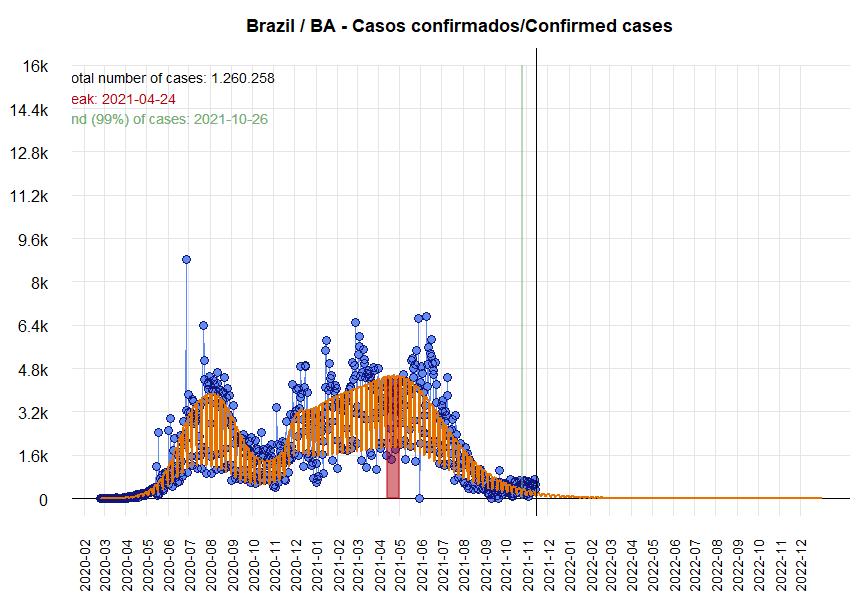 Brazil / BA - Casos confirmados/Confirmed cases
16k
14.4k
12.8k
11.2k
9.6k
8k
6.4k
4.8k
3.2k
1.6k
0
otal number of cases: 1.260.258
eak: 2021-04-24
nd (99%) of cases: 2021-10-26
2020-02
2020-03
2020-04
2020-05
2020-06
2020-07
2020-08
2020-09
2020-10
2020-11
2020-12
2021-01
2021-02
2021-03
2021-04
2021-05
2021-06
2021-07
2021-08
2021-09
2021-10
2021-11
2021-12
2022-01
2022-02
2022-03
2022-04
2022-05
2022-06
2022-07
2022-08
2022-09
2022-10
2022-11
2022-12